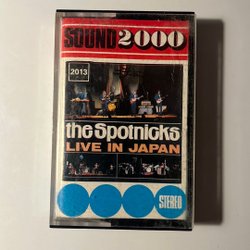 SOUND 2000
2013
the Spotnicks
LIVE IN JAPAN
STEREO